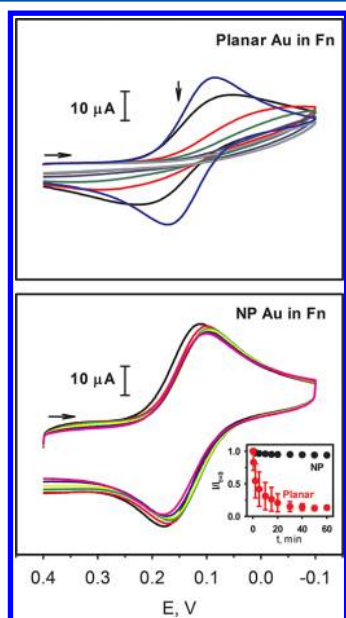 Planar Au in Fn
10 μA
NP Au in Fn
10 μA
1.0
0.5
0.0
I/I t=0
NP
Planar
0 20 40 60
t, min
0.4 0.3 0.2 0.1 0.0 -0.1
E, V